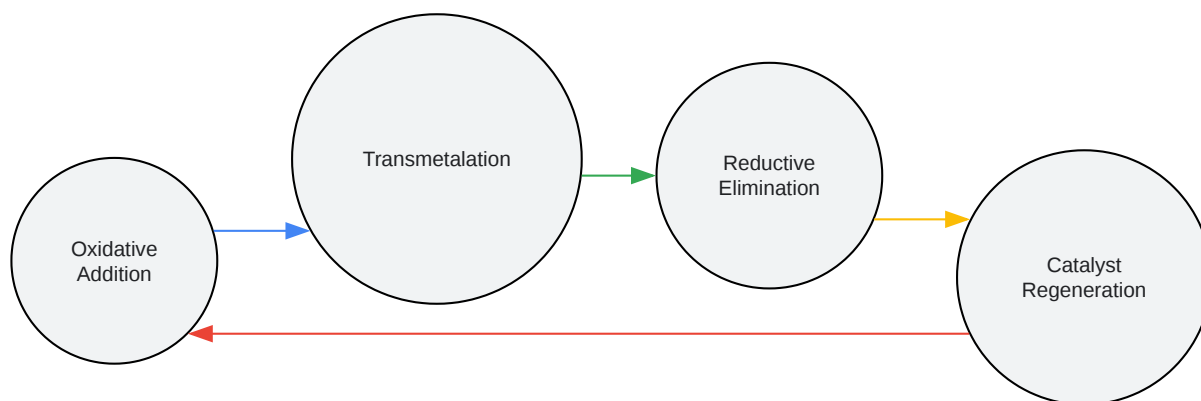 Oxidative
Addition
Transmetalation
Reductive
Elimination
Catalyst
Regeneration